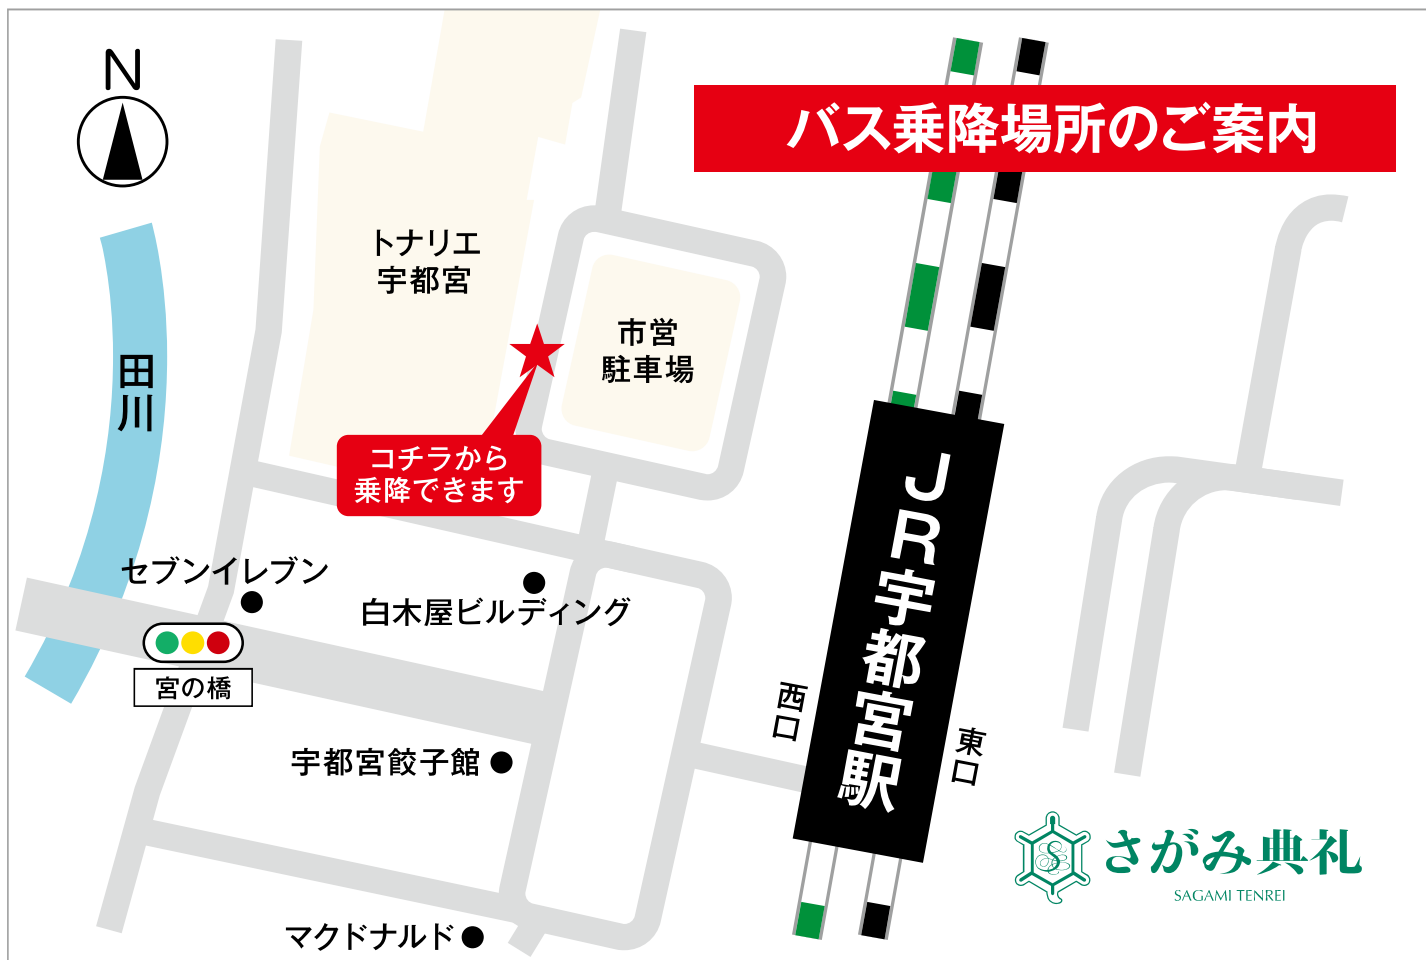 N
バス乗降場所のご案内
トナリエ
宇都宮
市営
駐車場
田川
コチラから
乗降できます
JR宇都宮駅
セブンイレブン
白木屋ビルディング
宮の橋
西口
東口
宇都宮餃子館
さがみ典礼
SAGAMI TENREI
マクドナルド